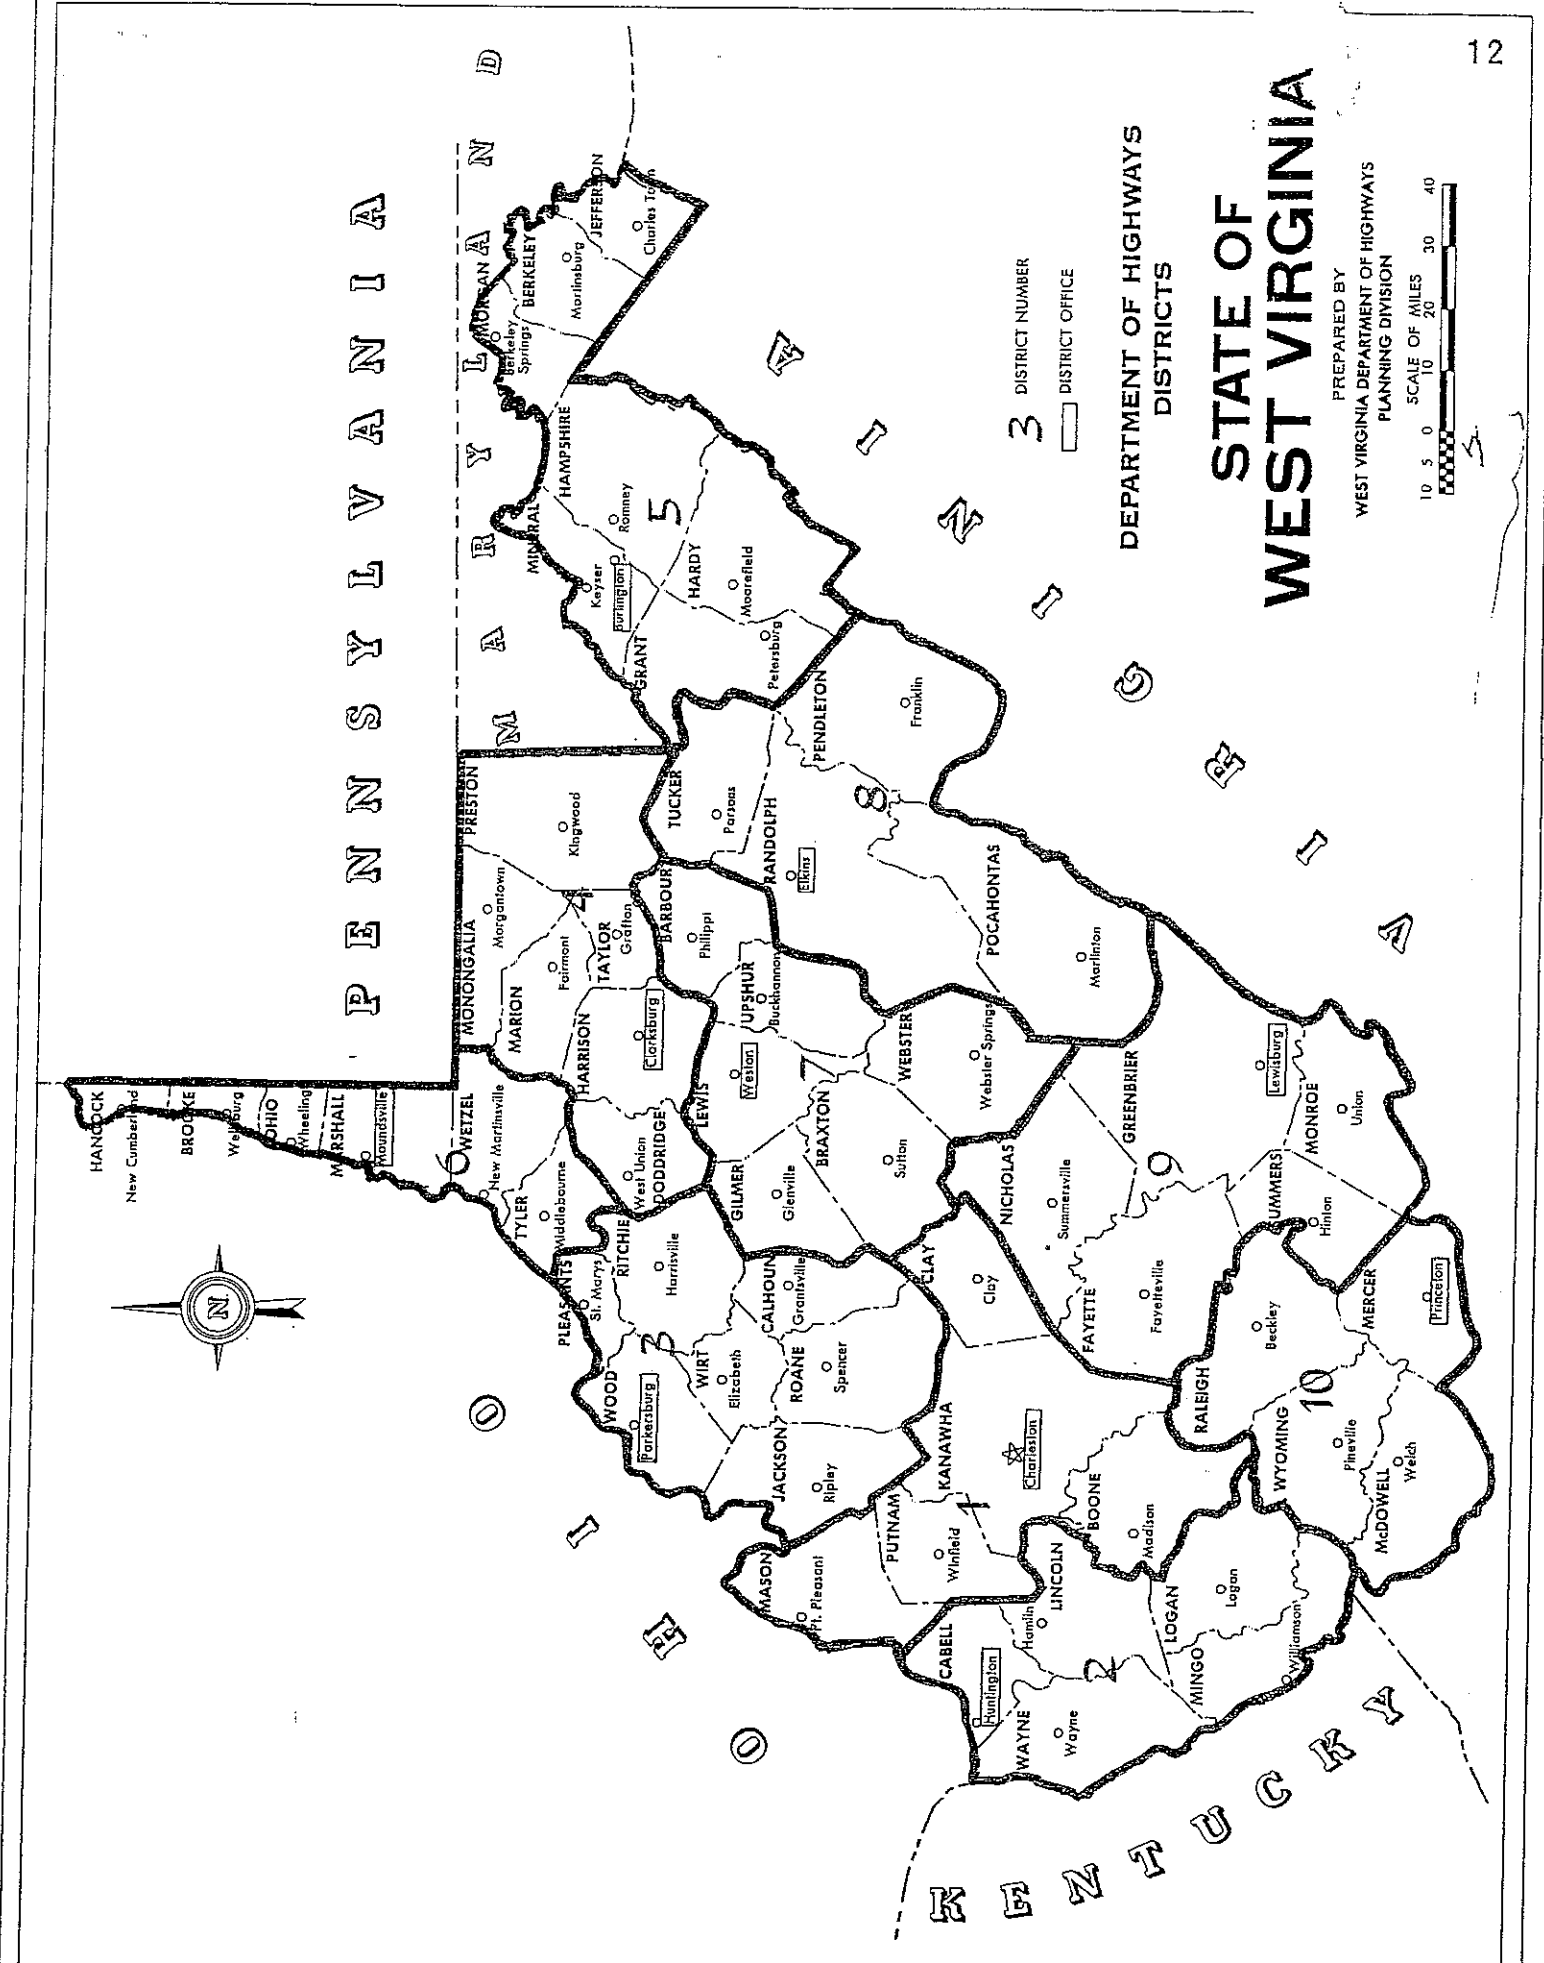 12
PENNSYLVANIA
MARYLAND
OHIO
KENTUCKY
VIRGINIA
N
HANCOCK
New Cumberland
BROOKE
Wellsburg
OHIO
Wheeling
MARSHALL
Moundsville
6
WETZEL
New Martinsville
TYLER
Middlebourne
PLEASANTS
St. Marys
RITCHIE
Harrisville
WOOD
Parkersburg
3
WIRT
Elizabeth
CALHOUN
Grantsville
ROANE
Spencer
JACKSON
Ripley
DODDRIDGE
West Union
MONONGALIA
Morgantown
MARION
Fairmont
PRESTON
Kingwood
4
TAYLOR
Grafton
HARRISON
Clarksburg
BARBOUR
Philippi
UPSHUR
Buckhannon
LEWIS
Weston
7
GILMER
Glenville
BRAXTON
Sutton
WEBSTER
Webster Springs
TUCKER
Parsons
RANDOLPH
Elkins
8
PENDLETON
Franklin
POCAHONTAS
Marlinton
MORGAN
Berkeley
Springs
BERKELEY
Martinsburg
JEFFERSON
Charles Town
HAMPSHIRE
Romney
5
MINERAL
Keyser
Burlington
HARDY
Moorefield
GRANT
Petersburg
NICHOLAS
Summersville
GREENBRIER
Lewisburg
9
FAYETTE
Fayetteville
SUMMERS
Hinton
MONROE
Union
CLAY
Clay
KANAWHA
Charleston
1
PUTNAM
Winfield
MASON
Pt. Pleasant
BOONE
Madison
CABELL
Huntington
LINCOLN
Hamlin
2
WAYNE
Wayne
LOGAN
Logan
MINGO
Williamson
RALEIGH
Beckley
10
WYOMING
Pineville
McDOWELL
Welch
MERCER
Princeton
3 DISTRICT NUMBER
DISTRICT OFFICE
DEPARTMENT OF HIGHWAYS
DISTRICTS
STATE OF
WEST VIRGINIA
PREPARED BY
WEST VIRGINIA DEPARTMENT OF HIGHWAYS
PLANNING DIVISION
SCALE OF MILES
10 5 0 10 20 30 40